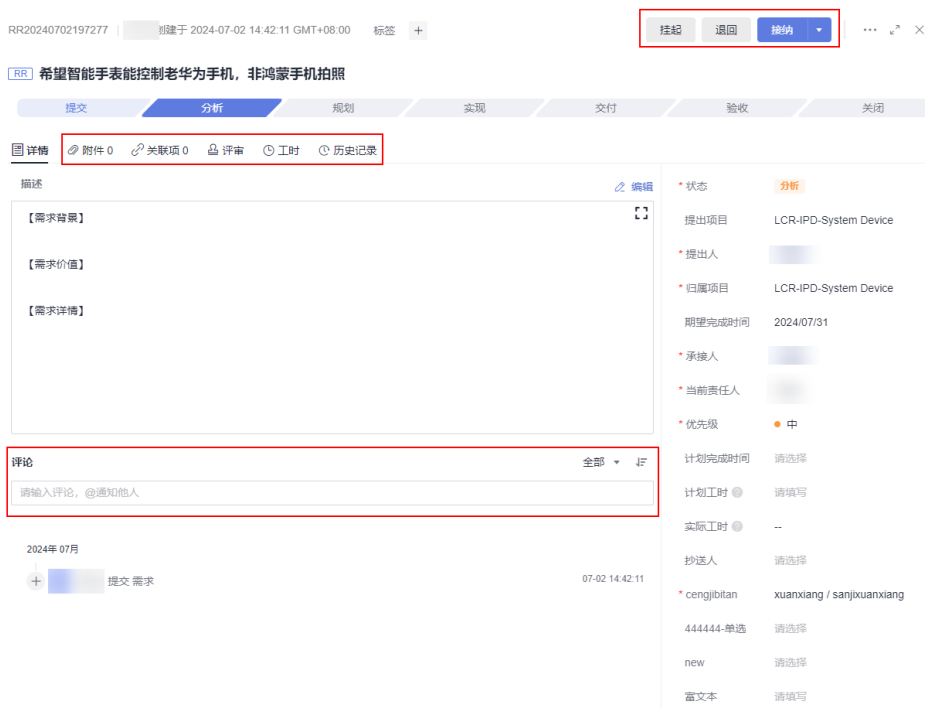 RR20240702197277 创建于 2024-07-02 14:42:11 GMT+08:00 标签 +
挂起 退回 接纳
RR 希望智能手表能控制老华为手机，非鸿蒙手机拍照
提交 分析 规划 实现 交付 验收 关闭
详情 附件 0 关联项 0 评审 工时 历史记录
描述 编辑
【需求背景】
【需求价值】
【需求详情】
评论 全部
请输入评论，@通知他人
2024年 07月
提交 需求 07-02 14:42:11
* 状态 分析
提出项目 LCR-IPD-System Device
* 提出人
* 归属项目 LCR-IPD-System Device
期望完成时间 2024/07/31
* 承接人
* 当前责任人
* 优先级 中
计划完成时间 请选择
计划工时 ? 请填写
实际工时 ? --
抄送人 请选择
* cengjibitan xuanxiang / sanjixuanxiang
444444-单选 请选择
new 请选择
富文本 请填写